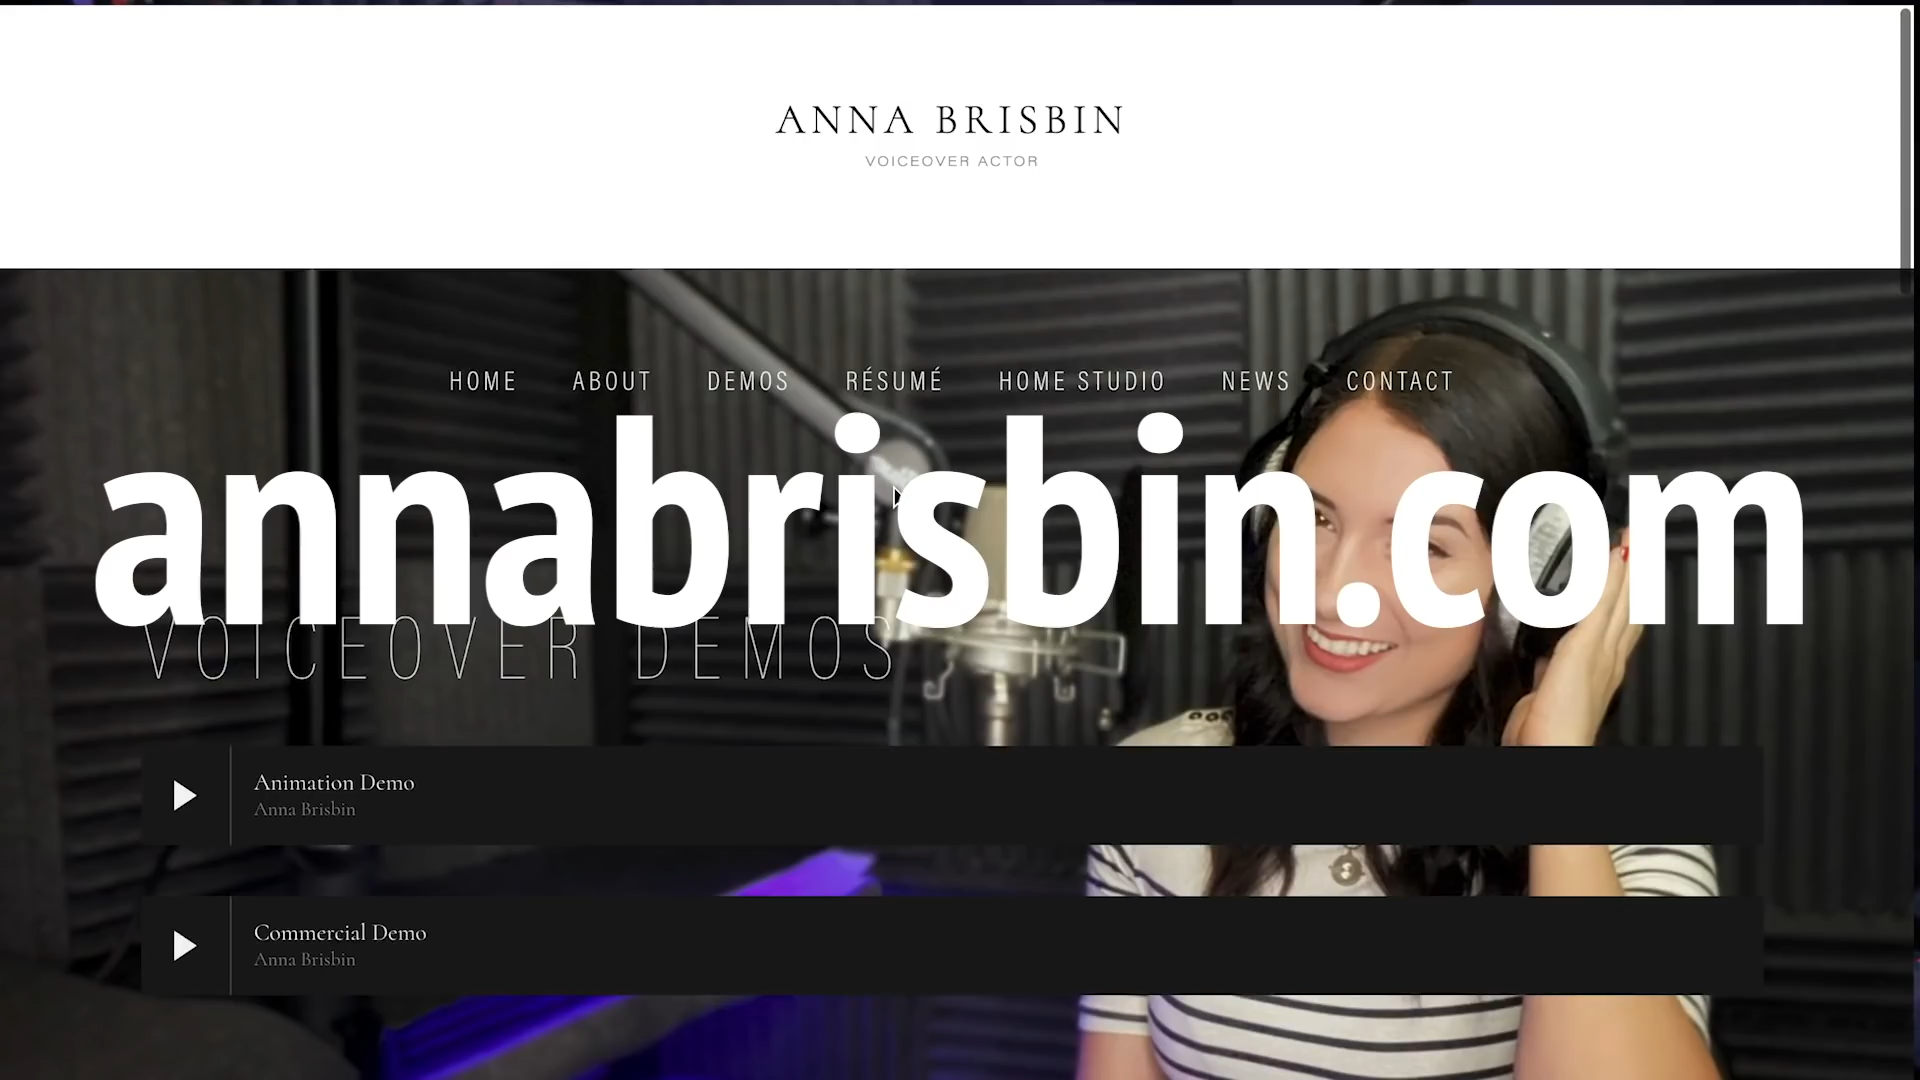 ANNA BRISBIN
VOICEOVER ACTOR
HOME ABOUT DEMOS RÉSUMÉ HOME STUDIO NEWS CONTACT
annabrisbin.com
VOICEOVER DEMOS
Animation Demo
Anna Brisbin
Commercial Demo
Anna Brisbin